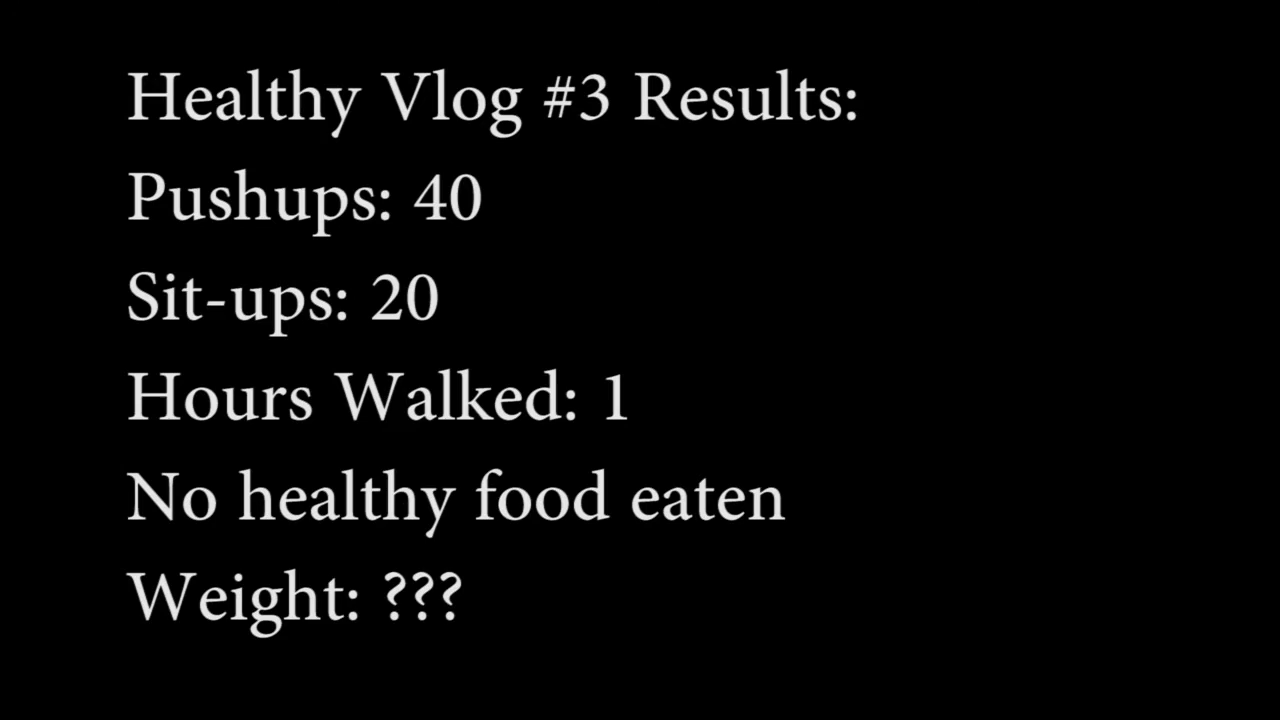 Healthy Vlog #3 Results:
Pushups: 40
Sit-ups: 20
Hours Walked: 1
No healthy food eaten
Weight: ???